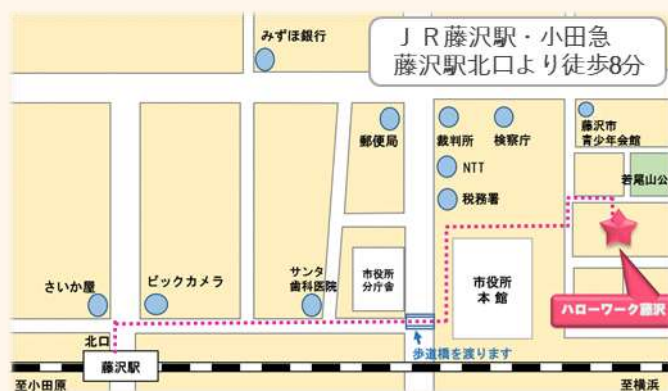 みずほ銀行
ＪＲ藤沢駅・小田急
藤沢駅北口より徒歩8分
郵便局
裁判所
検察庁
藤沢市
青少年会館
NTT
若尾山公
税務署
さいか屋
ビックカメラ
サンタ
歯科医院
市役所
分庁舎
市役所
本館
ハローワーク藤沢
北口
歩道橋を渡ります
藤沢駅
至小田原
至横浜